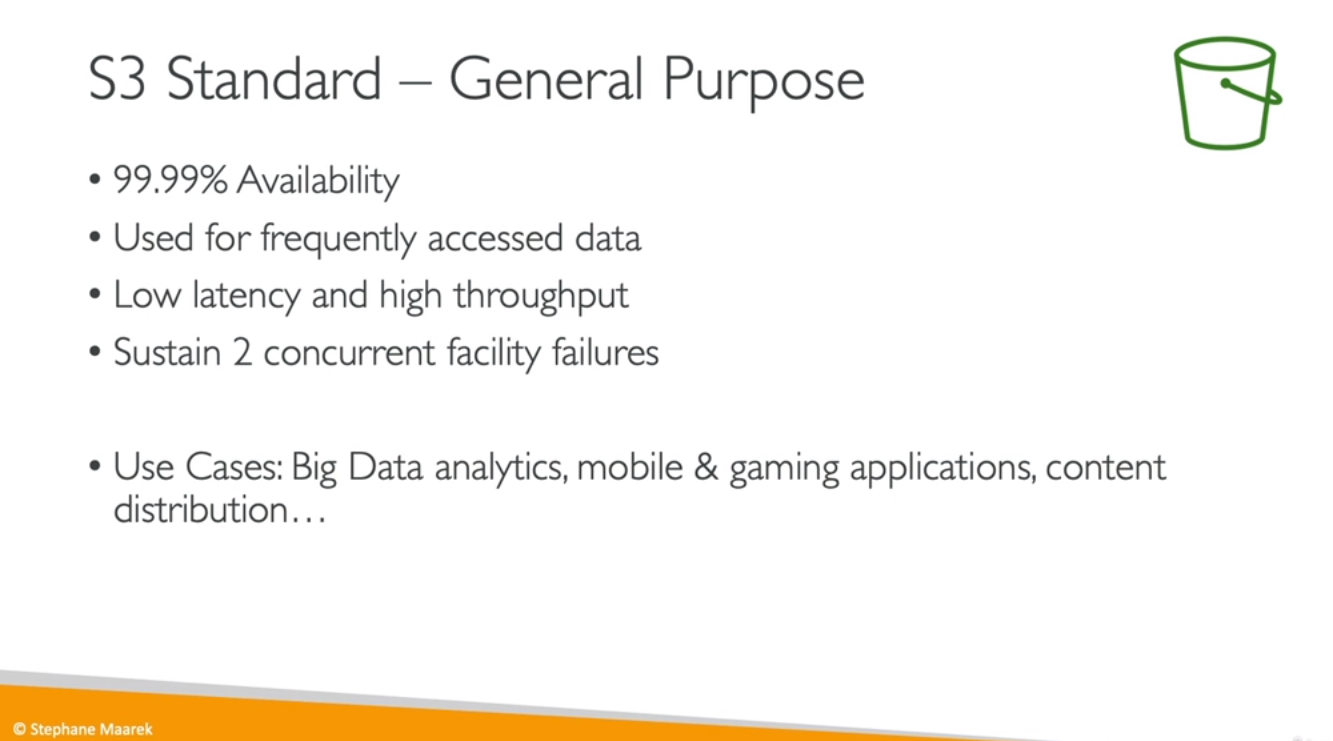 S3 Standard – General Purpose
• 99.99% Availability
• Used for frequently accessed data
• Low latency and high throughput
• Sustain 2 concurrent facility failures
• Use Cases: Big Data analytics, mobile & gaming applications, content
distribution…
© Stephane Maarek